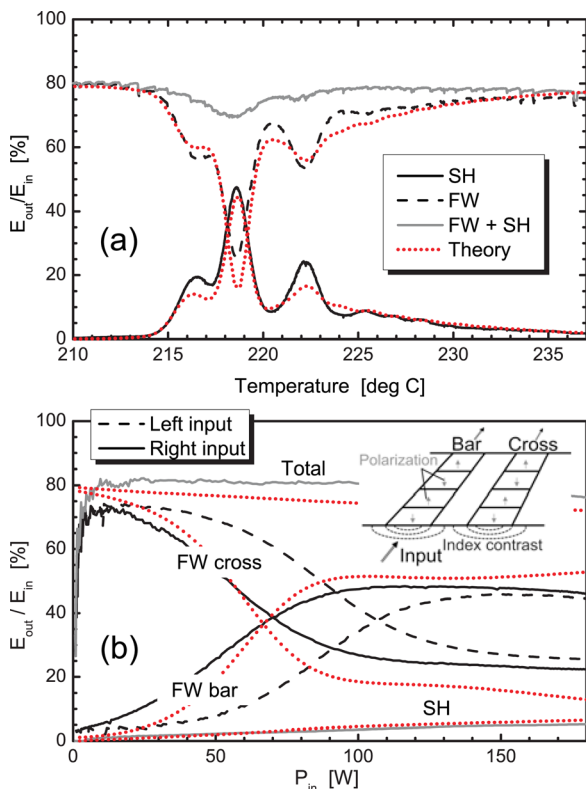 100
80
60
40
20
0
E_out/E_in [%]
(a)
SH
FW
FW + SH
Theory
210 215 220 225 230 235
Temperature [deg C]
100
80
60
40
20
0
E_out / E_in [%]
Left input
Right input
Total
Bar Cross
Polarization
Input
Index contrast
FW cross
FW bar
(b)
SH
0 50 100 150
P_in [W]